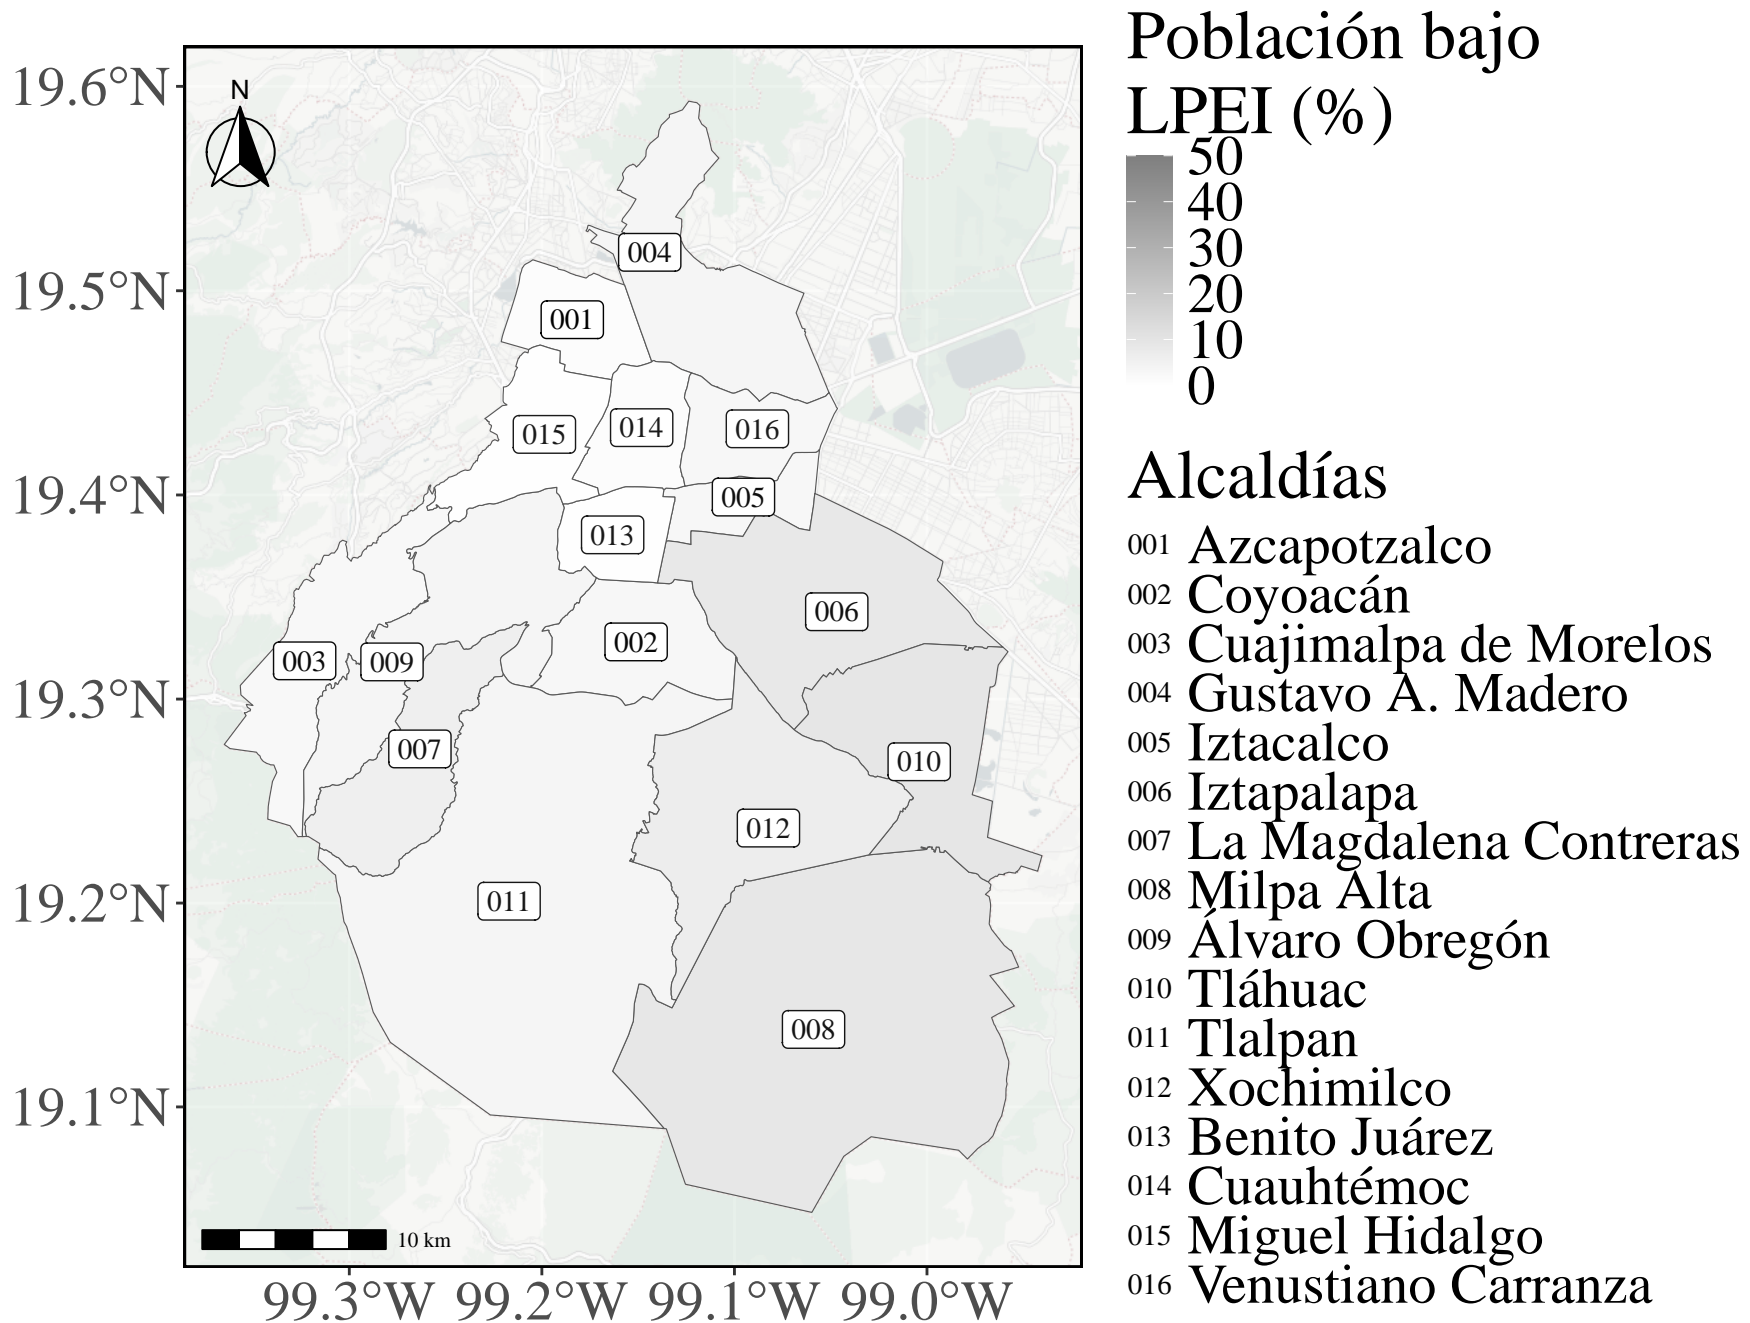 Población bajo
LPEI (%)
50
40
30
20
10
0
Alcaldías
001 Azcapotzalco
002 Coyoacán
003 Cuajimalpa de Morelos
004 Gustavo A. Madero
005 Iztacalco
006 Iztapalapa
007 La Magdalena Contreras
008 Milpa Alta
009 Álvaro Obregón
010 Tláhuac
011 Tlalpan
012 Xochimilco
013 Benito Juárez
014 Cuauhtémoc
015 Miguel Hidalgo
016 Venustiano Carranza
19.6°N
19.5°N
19.4°N
19.3°N
19.2°N
19.1°N
N
004
001
015
014
016
005
013
006
002
003
009
007
010
012
011
008
10 km
99.3°W
99.2°W
99.1°W
99.0°W